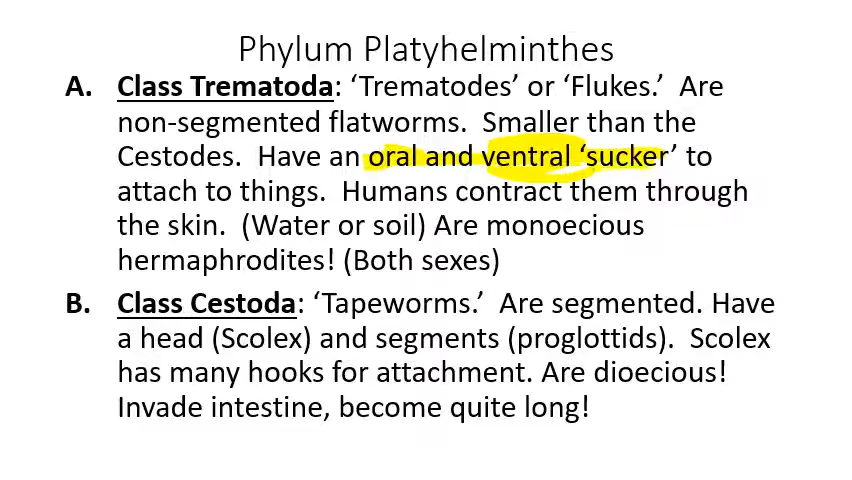 Phylum Platyhelminthes
A. Class Trematoda: ‘Trematodes’ or ‘Flukes.’ Are
non-segmented flatworms. Smaller than the
Cestodes. Have an oral and ventral ‘sucker’ to
attach to things. Humans contract them through
the skin. (Water or soil) Are monoecious
hermaphrodites! (Both sexes)
B. Class Cestoda: ‘Tapeworms.’ Are segmented. Have
a head (Scolex) and segments (proglottids). Scolex
has many hooks for attachment. Are dioecious!
Invade intestine, become quite long!